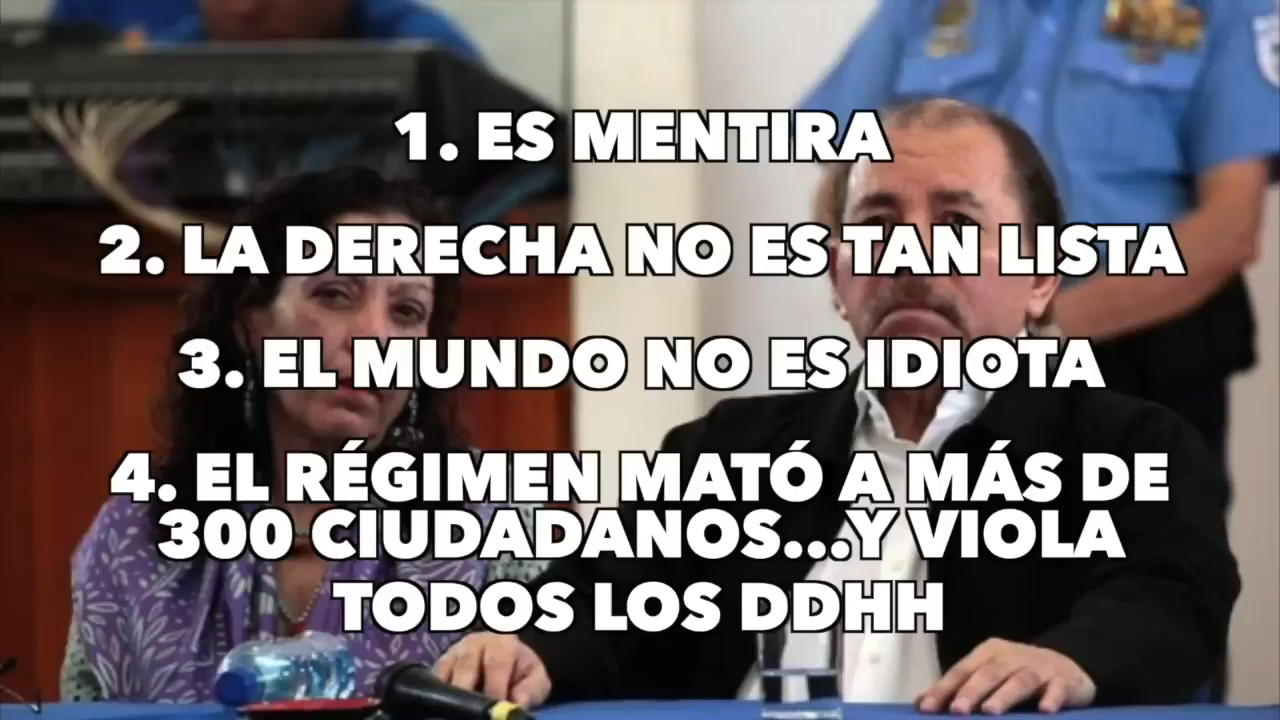 1. ES MENTIRA
2. LA DERECHA NO ES TAN LISTA
3. EL MUNDO NO ES IDIOTA
4. EL RÉGIMEN MATÓ A MÁS DE
300 CIUDADANOS...Y VIOLA
TODOS LOS DDHH